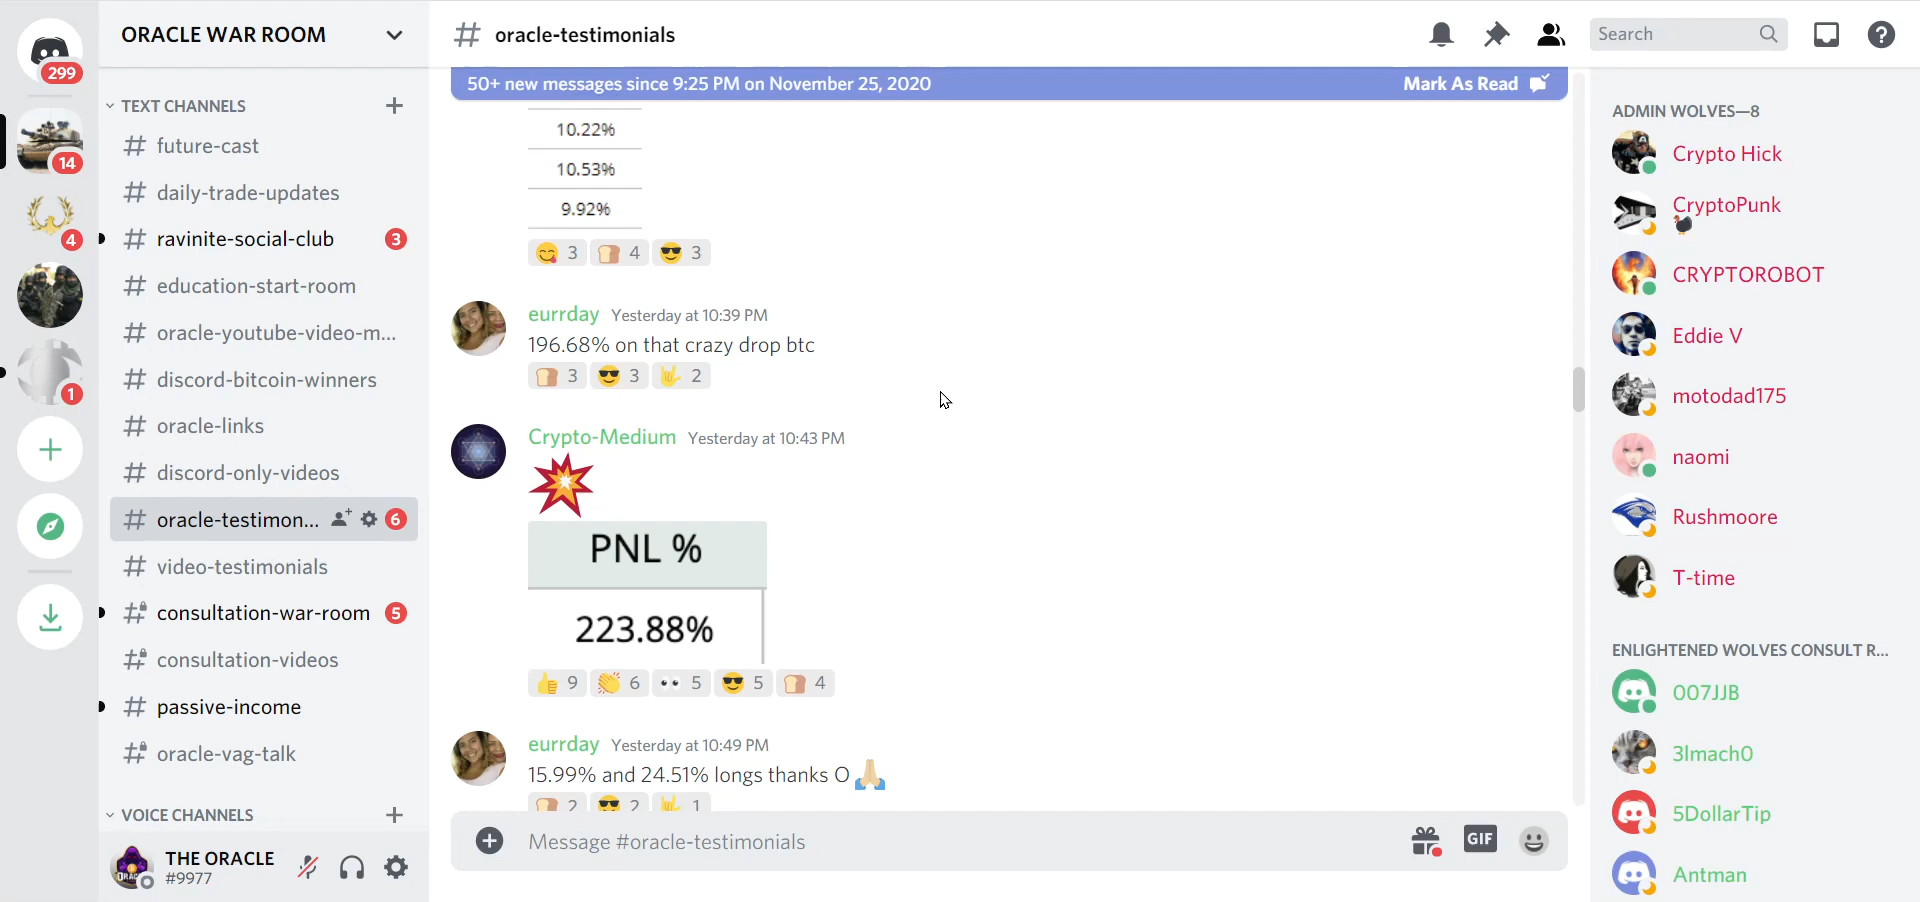 299
14
4
1
ORACLE WAR ROOM
TEXT CHANNELS
# future-cast
# daily-trade-updates
# ravinite-social-club 3
# education-start-room
# oracle-youtube-video-m...
# discord-bitcoin-winners
# oracle-links
# discord-only-videos
# oracle-testimon... 6
# video-testimonials
# consultation-war-room 5
# consultation-videos
# passive-income
# oracle-vag-talk
VOICE CHANNELS
THE ORACLE
#9977
# oracle-testimonials
Search
50+ new messages since 9:25 PM on November 25, 2020 Mark As Read
10.22%
10.53%
9.92%
3 4 3
eurrday Yesterday at 10:39 PM
196.68% on that crazy drop btc
3 3 2
Crypto-Medium Yesterday at 10:43 PM
PNL %
223.88%
9 6 5 5 4
eurrday Yesterday at 10:49 PM
15.99% and 24.51% longs thanks O
2 2 1
Message #oracle-testimonials
GIF
ADMIN WOLVES—8
Crypto Hick
CryptoPunk
CRYPTOROBOT
Eddie V
motodad175
naomi
Rushmoore
T-time
ENLIGHTENED WOLVES CONSULT R...
007JJB
3lmach0
5DollarTip
Antman